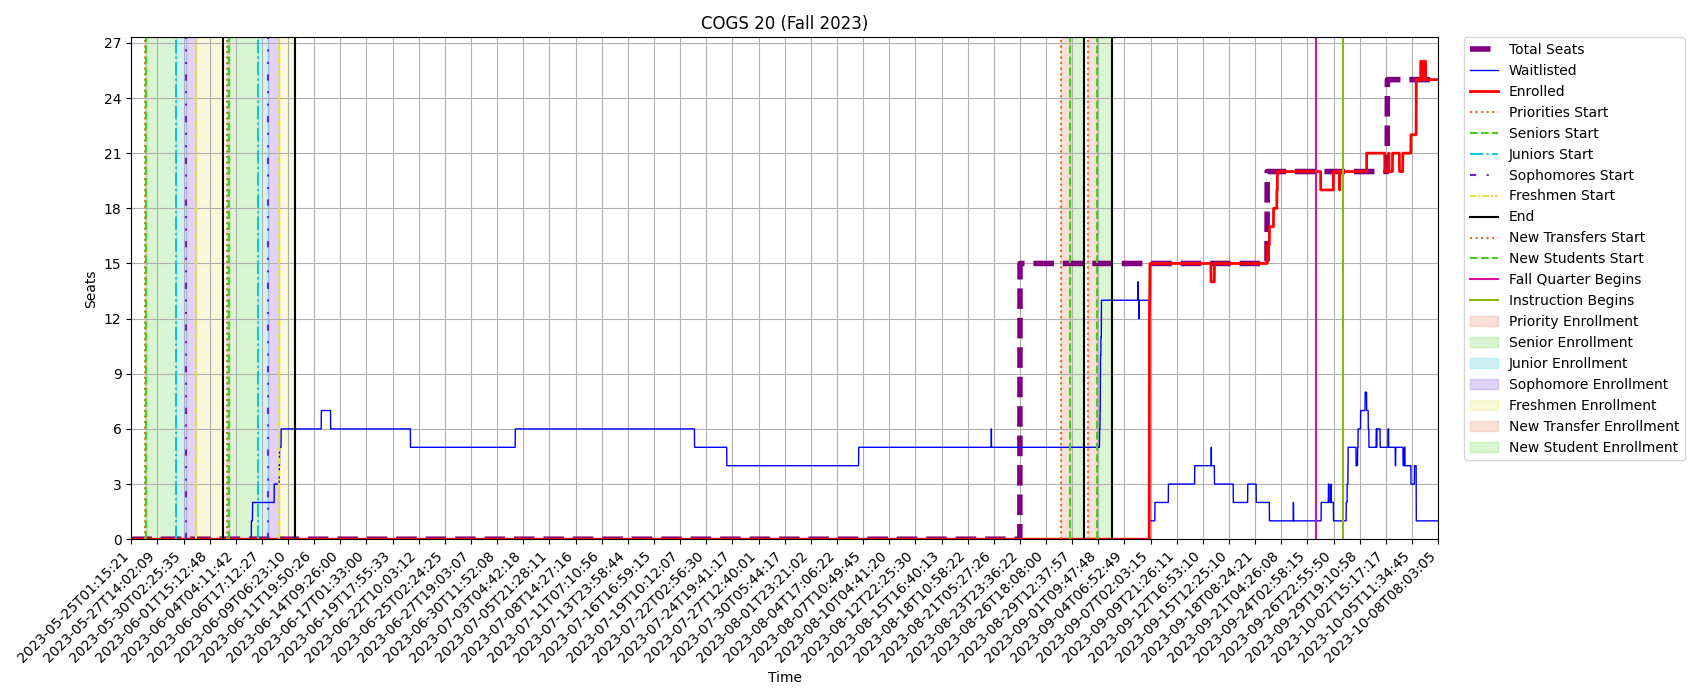 COGS 20 (Fall 2023)
Seats
27
24
21
18
15
12
9
6
3
0
2023-05-25T01:15:21
2023-05-27T14:02:09
2023-05-30T02:25:35
2023-06-01T15:12:48
2023-06-04T04:11:42
2023-06-06T17:12:27
2023-06-09T06:23:10
2023-06-11T19:50:26
2023-06-14T09:26:00
2023-06-17T01:33:00
2023-06-19T17:55:33
2023-06-22T10:03:12
2023-06-25T02:24:25
2023-06-27T19:03:07
2023-06-30T11:52:08
2023-07-03T04:42:18
2023-07-05T21:28:11
2023-07-08T14:27:16
2023-07-11T07:10:56
2023-07-13T23:58:44
2023-07-16T16:59:15
2023-07-19T10:12:07
2023-07-22T02:56:30
2023-07-24T19:41:17
2023-07-27T12:40:01
2023-07-30T05:44:17
2023-08-01T23:21:02
2023-08-04T17:06:22
2023-08-07T10:49:45
2023-08-10T04:41:20
2023-08-12T22:25:30
2023-08-15T16:40:13
2023-08-18T10:58:22
2023-08-21T05:27:26
2023-08-23T23:36:22
2023-08-26T18:08:00
2023-08-29T12:37:57
2023-09-01T09:47:48
2023-09-04T06:52:49
2023-09-07T02:03:15
2023-09-09T21:26:11
2023-09-12T16:53:10
2023-09-15T12:25:16
2023-09-18T08:24:21
2023-09-21T04:26:08
2023-09-24T02:58:15
2023-09-26T22:55:50
2023-09-29T19:10:58
2023-10-02T15:17:17
2023-10-05T11:34:45
2023-10-08T08:03:05
Time
Total Seats
Waitlisted
Enrolled
Priorities Start
Seniors Start
Juniors Start
Sophomores Start
Freshmen Start
End
New Transfers Start
New Students Start
Fall Quarter Begins
Instruction Begins
Priority Enrollment
Senior Enrollment
Junior Enrollment
Sophomore Enrollment
Freshmen Enrollment
New Transfer Enrollment
New Student Enrollment